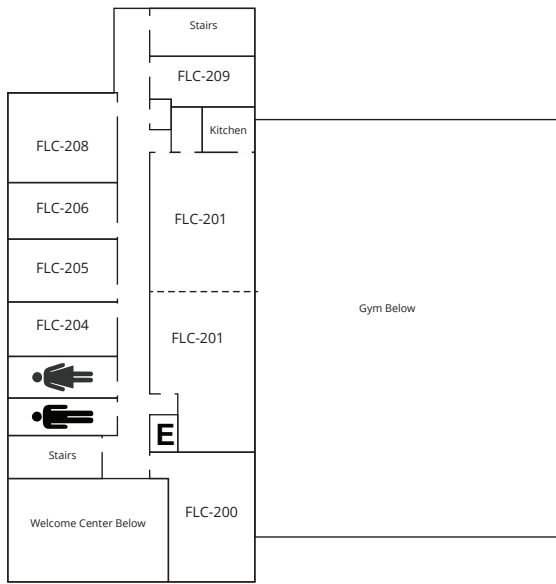 Stairs
FLC-209
Kitchen
FLC-208
FLC-206
FLC-201
FLC-205
Gym Below
FLC-204
FLC-201
E
Stairs
FLC-200
Welcome Center Below